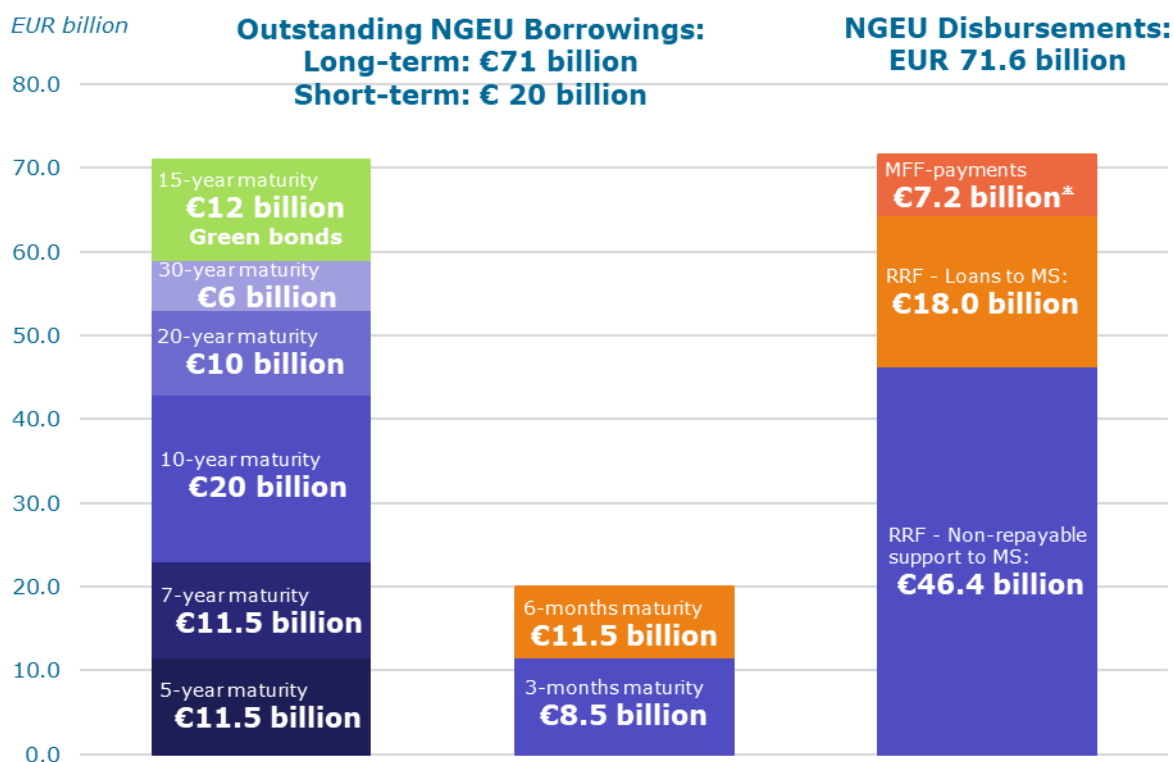 EUR billion
Outstanding NGEU Borrowings:
Long-term: €71 billion
Short-term: € 20 billion
NGEU Disbursements:
EUR 71.6 billion
80.0
70.0
60.0
50.0
40.0
30.0
20.0
10.0
0.0
15-year maturity
€12 billion
Green bonds
30-year maturity
€6 billion
20-year maturity
€10 billion
10-year maturity
€20 billion
7-year maturity
€11.5 billion
5-year maturity
€11.5 billion
6-months maturity
€11.5 billion
3-months maturity
€8.5 billion
MFF-payments
€7.2 billion*
RRF - Loans to MS:
€18.0 billion
RRF - Non-repayable
support to MS:
€46.4 billion